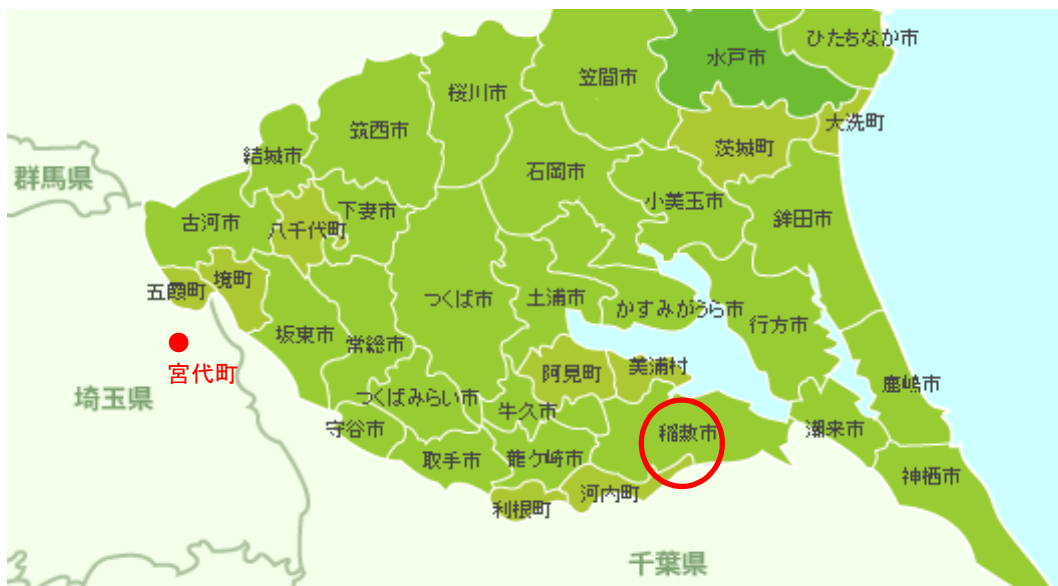 ひたちなか市
水戸市
笠間市
桜川市
筑西市
大洗町
茨城町
結城市
石岡市
群馬県
小美玉市
下妻市
鉾田市
古河市
八千代町
境町
五霞町
つくば市
土浦市
かすみがうら市
行方市
坂東市
常総市
宮代町
阿見町
美浦村
鹿嶋市
埼玉県
つくばみらい市
牛久市
守谷市
稲敷市
潮来市
取手市
龍ケ崎市
神栖市
河内町
利根町
千葉県